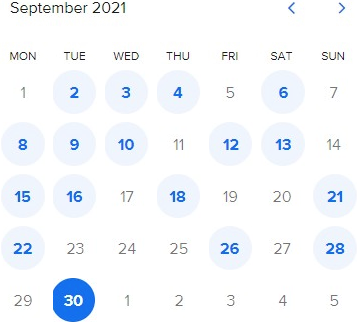 September 2021
MON TUE WED THU FRI SAT SUN
1 2 3 4 5 6 7
8 9 10 11 12 13 14
15 16 17 18 19 20 21
22 23 24 25 26 27 28
29 30 1 2 3 4 5